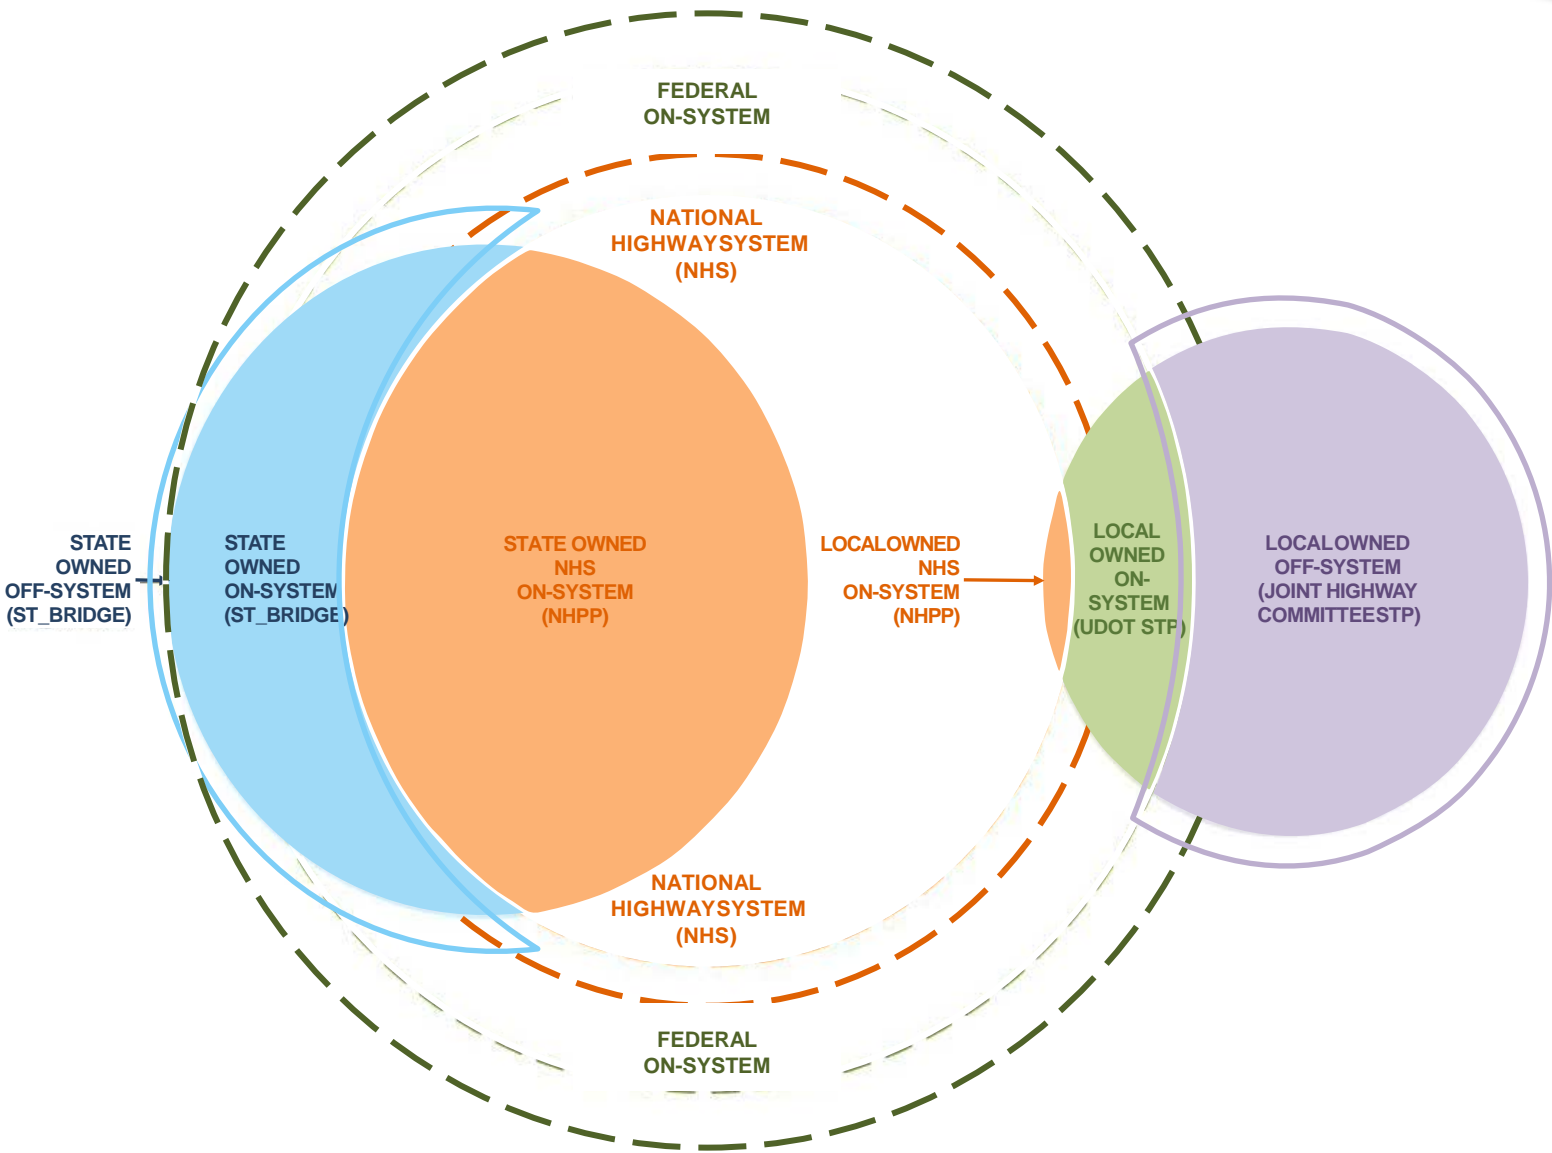 FEDERAL
ON-SYSTEM
NATIONAL
HIGHWAYSYSTEM
(NHS)
STATE
OWNED
OFF-SYSTEM
(ST_BRIDGE)
STATE
OWNED
ON-SYSTEM
(ST_BRIDGE)
STATE OWNED
NHS
ON-SYSTEM
(NHPP)
LOCALOWNED
NHS
ON-SYSTEM
(NHPP)
LOCAL
OWNED
ON-
SYSTEM
(UDOT STP)
LOCALOWNED
OFF-SYSTEM
(JOINT HIGHWAY
COMMITTEESTP)
NATIONAL
HIGHWAYSYSTEM
(NHS)
FEDERAL
ON-SYSTEM